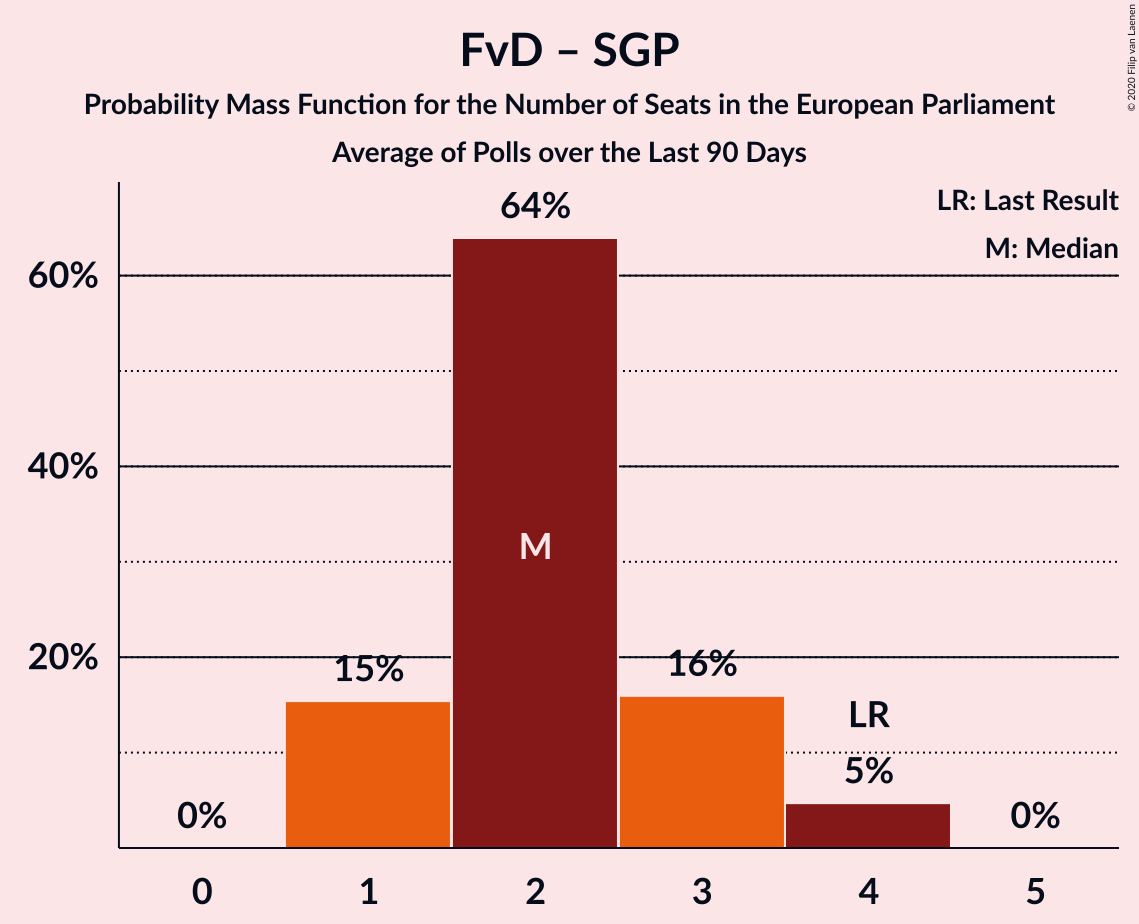 FvD – SGP
Probability Mass Function for the Number of Seats in the European Parliament
Average of Polls over the Last 90 Days
© 2020 Filip van Laenen
LR: Last Result
M: Median
64%
60%
40%
M
20%
15%
16%
LR
5%
0%
0%
0 1 2 3 4 5